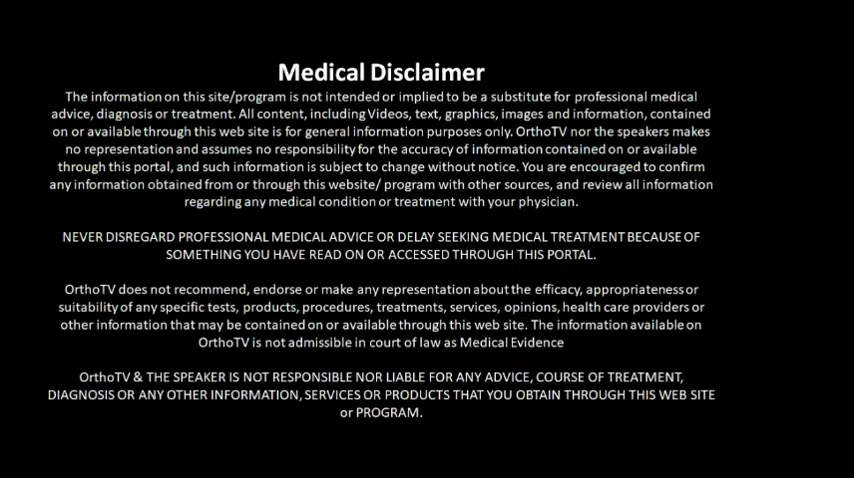 Medical Disclaimer
The information on this site/program is not intended or implied to be a substitute for professional medical
advice, diagnosis or treatment. All content, including Videos, text, graphics, images and information, contained
on or available through this web site is for general information purposes only. OrthoTV nor the speakers makes
no representation and assumes no responsibility for the accuracy of information contained on or available
through this portal, and such information is subject to change without notice. You are encouraged to confirm
any information obtained from or through this website/ program with other sources, and review all information
regarding any medical condition or treatment with your physician.
NEVER DISREGARD PROFESSIONAL MEDICAL ADVICE OR DELAY SEEKING MEDICAL TREATMENT BECAUSE OF
SOMETHING YOU HAVE READ ON OR ACCESSED THROUGH THIS PORTAL.
OrthoTV does not recommend, endorse or make any representation about the efficacy, appropriateness or
suitability of any specific tests, products, procedures, treatments, services, opinions, health care providers or
other information that may be contained on or available through this web site. The information available on
OrthoTV is not admissible in court of law as Medical Evidence
OrthoTV & THE SPEAKER IS NOT RESPONSIBLE NOR LIABLE FOR ANY ADVICE, COURSE OF TREATMENT,
DIAGNOSIS OR ANY OTHER INFORMATION, SERVICES OR PRODUCTS THAT YOU OBTAIN THROUGH THIS WEB SITE
or PROGRAM.